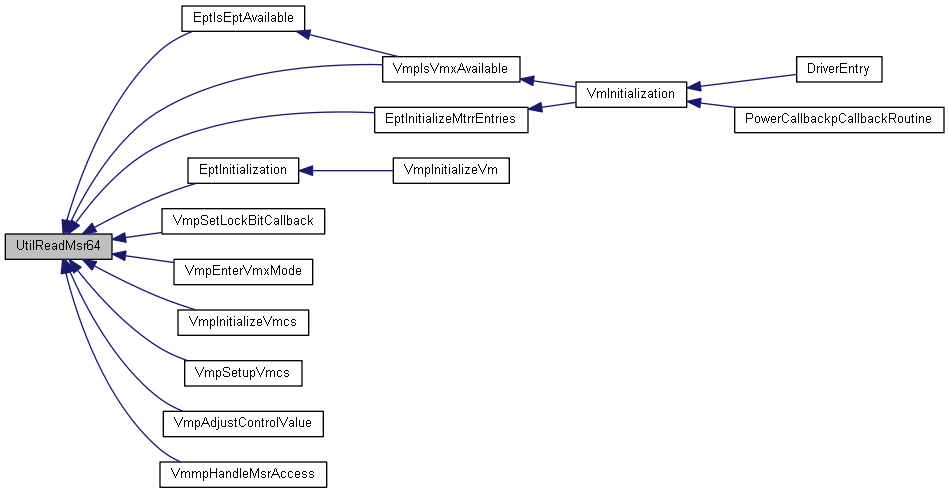 EptIsEptAvailable
VmpIsVmxAvailable
DriverEntry
VmInitialization
EptInitializeMtrrEntries
PowerCallbackpCallbackRoutine
EptInitialization
VmpInitializeVm
VmpSetLockBitCallback
UtilReadMsr64
VmpEnterVmxMode
VmpInitializeVmcs
VmpSetupVmcs
VmpAdjustControlValue
VmmpHandleMsrAccess